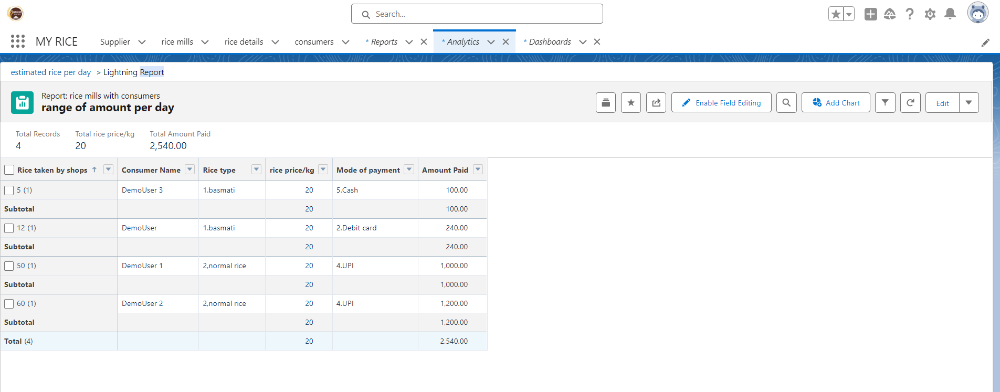 Search...
MY RICE Supplier rice mills rice details consumers * Reports * Analytics * Dashboards
estimated rice per day > Lightning Report
Report: rice mills with consumers
range of amount per day
Enable Field Editing Add Chart Edit
Total Records Total rice price/kg Total Amount Paid
4 20 2,540.00
Rice taken by shops ↑ Consumer Name Rice type rice price/kg Mode of payment Amount Paid
5 (1) DemoUser 3 1.basmati 20 5.Cash 100.00
Subtotal 20 100.00
12 (1) DemoUser 1.basmati 20 2.Debit card 240.00
Subtotal 20 240.00
50 (1) DemoUser 1 2,normal rice 20 4.UPI 1,000.00
Subtotal 20 1,000.00
60 (1) DemoUser 2 2,normal rice 20 4.UPI 1,200.00
Subtotal 20 1,200.00
Total (4) 20 2,540.00